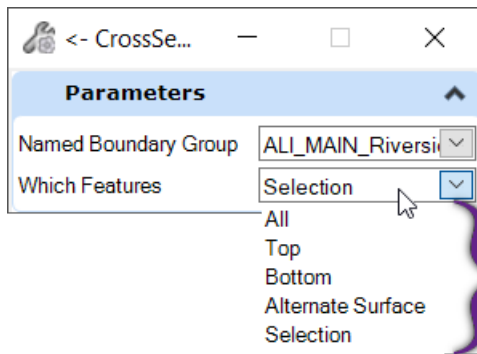 <- CrossSe...
Parameters
Named Boundary Group ALI_MAIN_Riversi
Which Features Selection
All
Top
Bottom
Alternate Surface
Selection